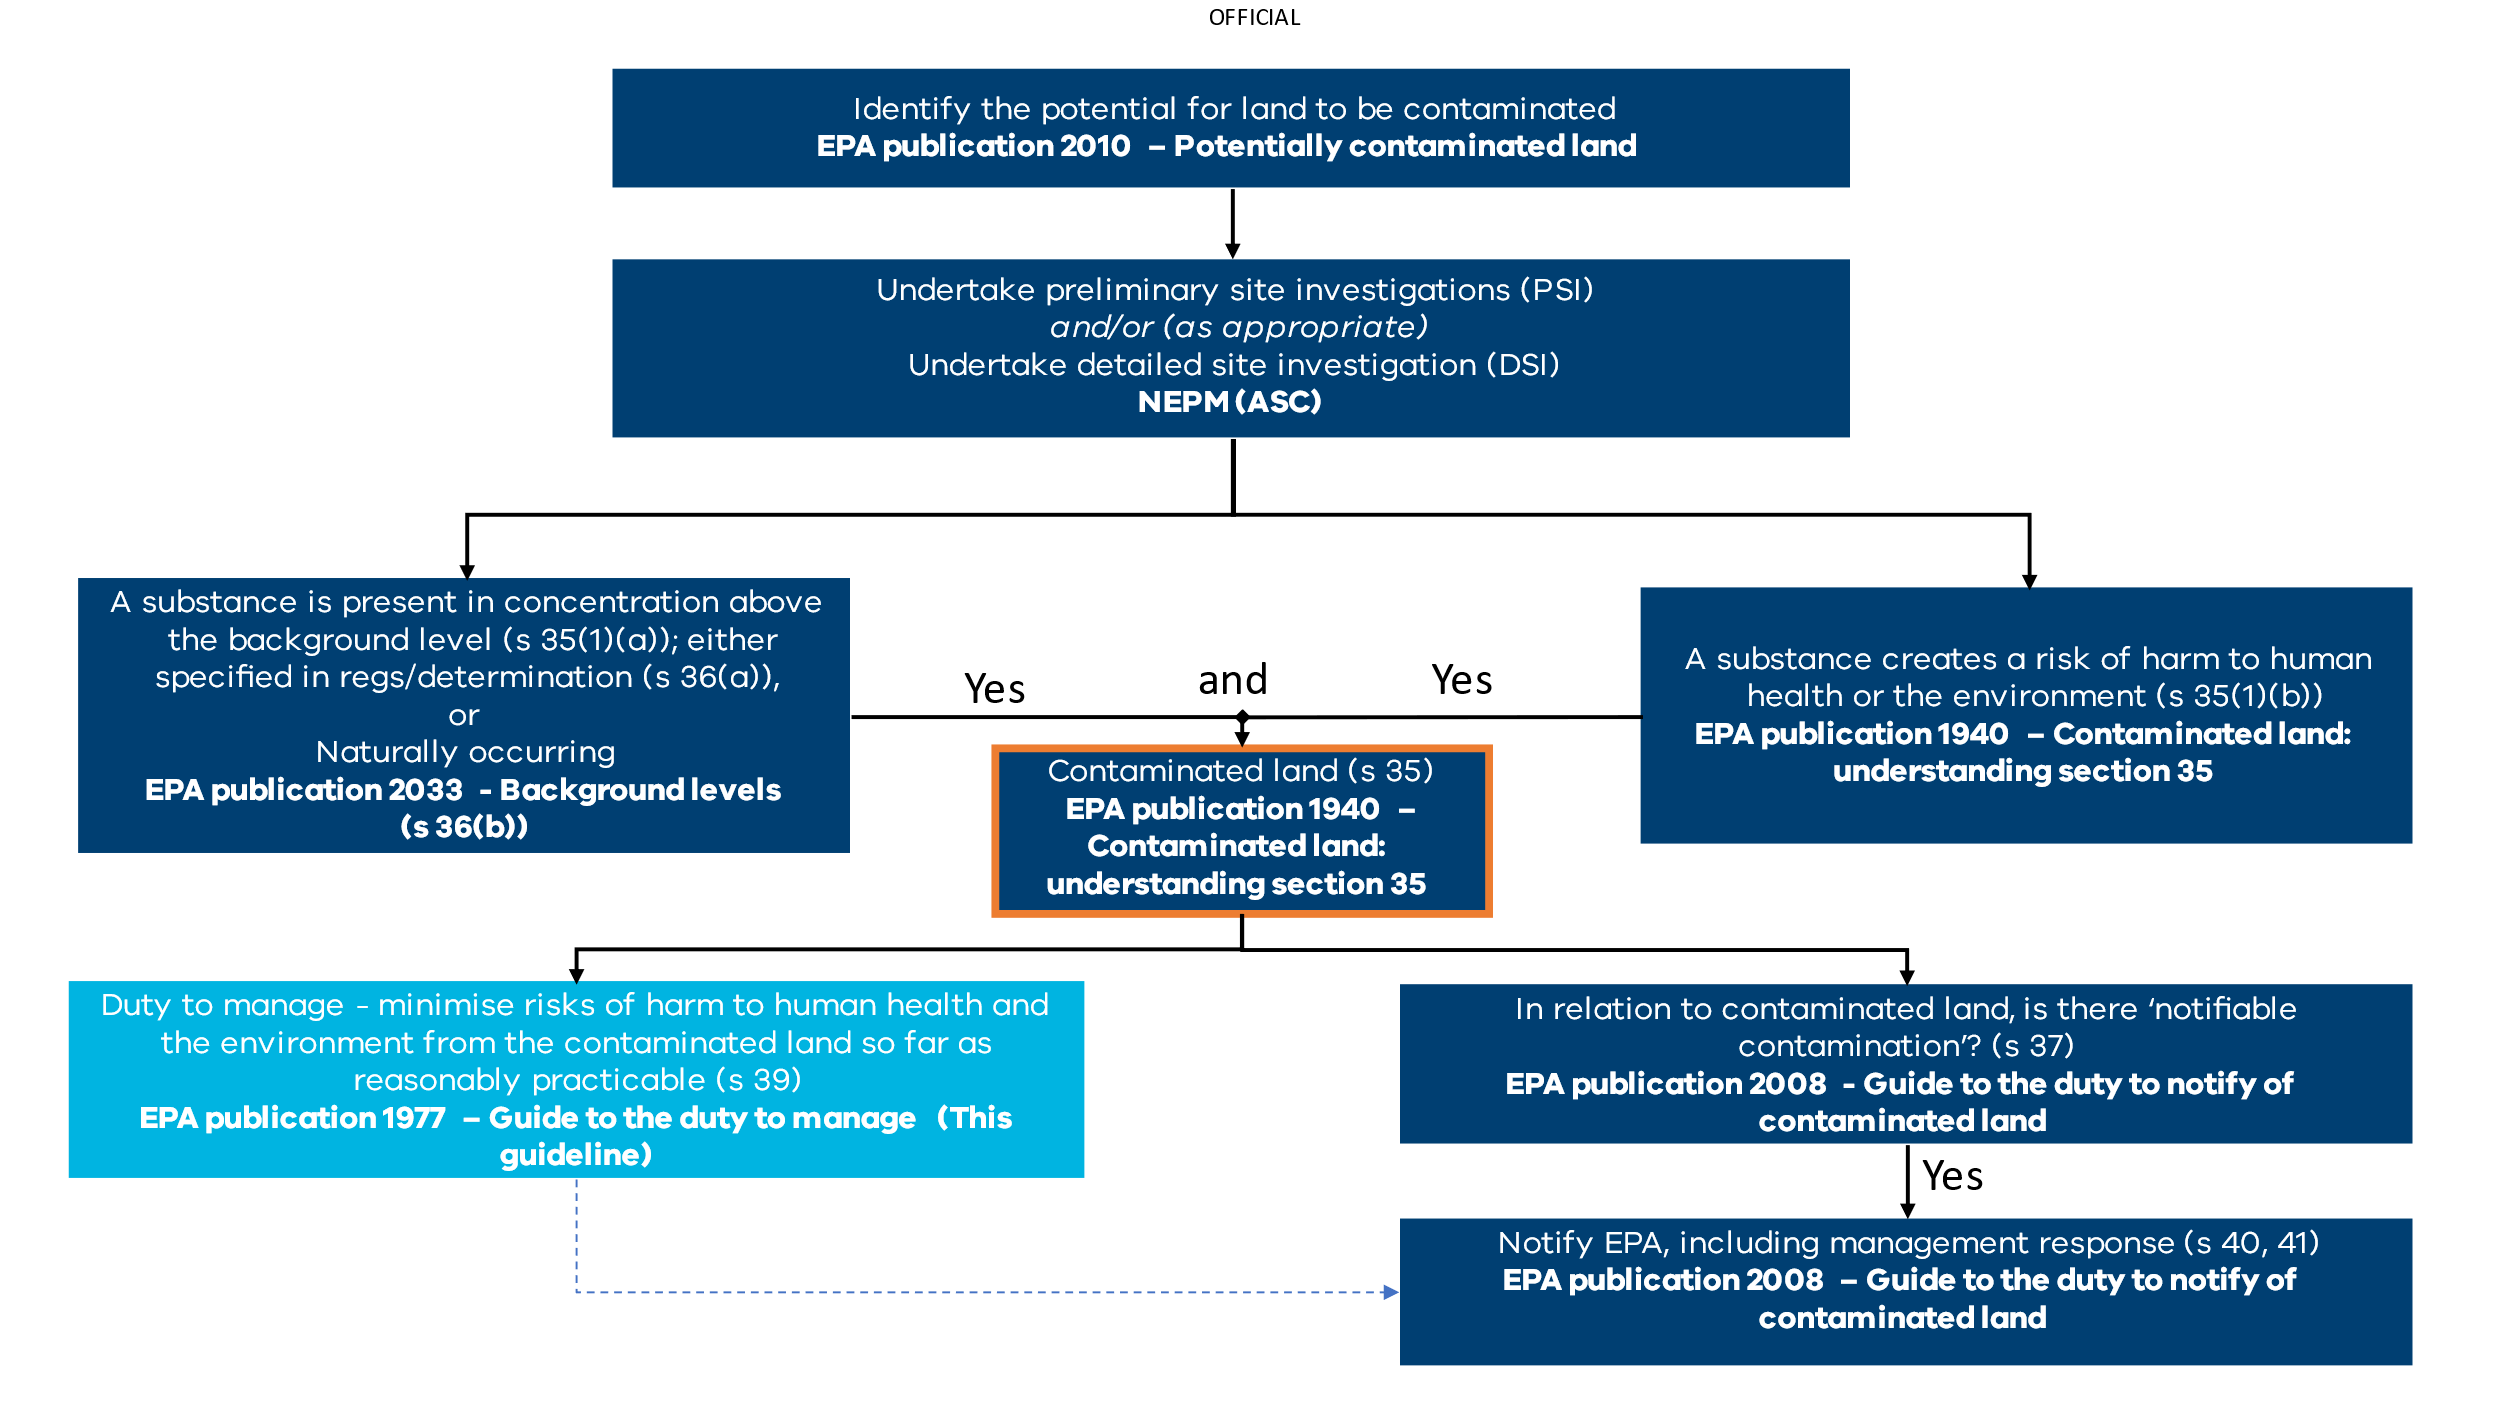 OFFICIAL
Identify the potential for land to be contaminated
EPA publication 2010 – Potentially contaminated land
Undertake preliminary site investigations (PSI)
and/or (as appropriate)
Undertake detailed site investigation (DSI)
NEPM (ASC)
A substance is present in concentration above
the background level (s 35(1)(a)); either
specified in regs/determination (s 36(a)),
or
Naturally occurring
EPA publication 2033 - Background levels
(s 36(b))
Yes
and
Yes
A substance creates a risk of harm to human
health or the environment (s 35(1)(b))
EPA publication 1940 – Contaminated land:
understanding section 35
Contaminated land (s 35)
EPA publication 1940 –
Contaminated land:
understanding section 35
Duty to manage - minimise risks of harm to human health and
the environment from the contaminated land so far as
reasonably practicable (s 39)
EPA publication 1977 – Guide to the duty to manage (This
guideline)
In relation to contaminated land, is there ‘notifiable
contamination’? (s 37)
EPA publication 2008 - Guide to the duty to notify of
contaminated land
Yes
Notify EPA, including management response (s 40, 41)
EPA publication 2008 – Guide to the duty to notify of
contaminated land